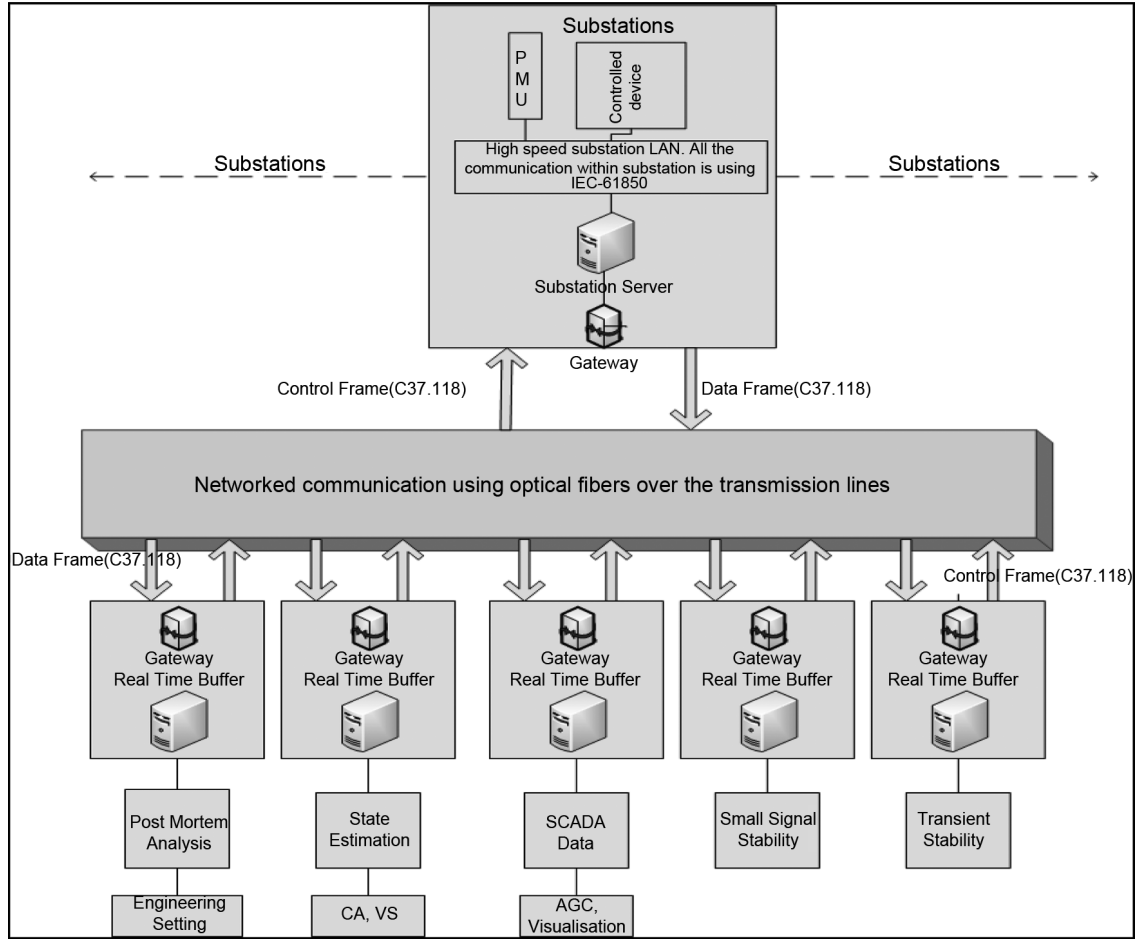 Substations
P
M
U
Controlled
device
High speed substation LAN. All the
communication within substation is using
IEC-61850
Substations
Substations
Substation Server
Gateway
Control Frame(C37.118)
Data Frame(C37.118)
Networked communication using optical fibers over the transmission lines
Data Frame(C37.118)
Control Frame(C37.118)
Gateway
Real Time Buffer
Gateway
Real Time Buffer
Gateway
Real Time Buffer
Gateway
Real Time Buffer
Gateway
Real Time Buffer
Post Mortem
Analysis
State
Estimation
SCADA
Data
Small Signal
Stability
Transient
Stability
Engineering
Setting
CA, VS
AGC,
Visualisation